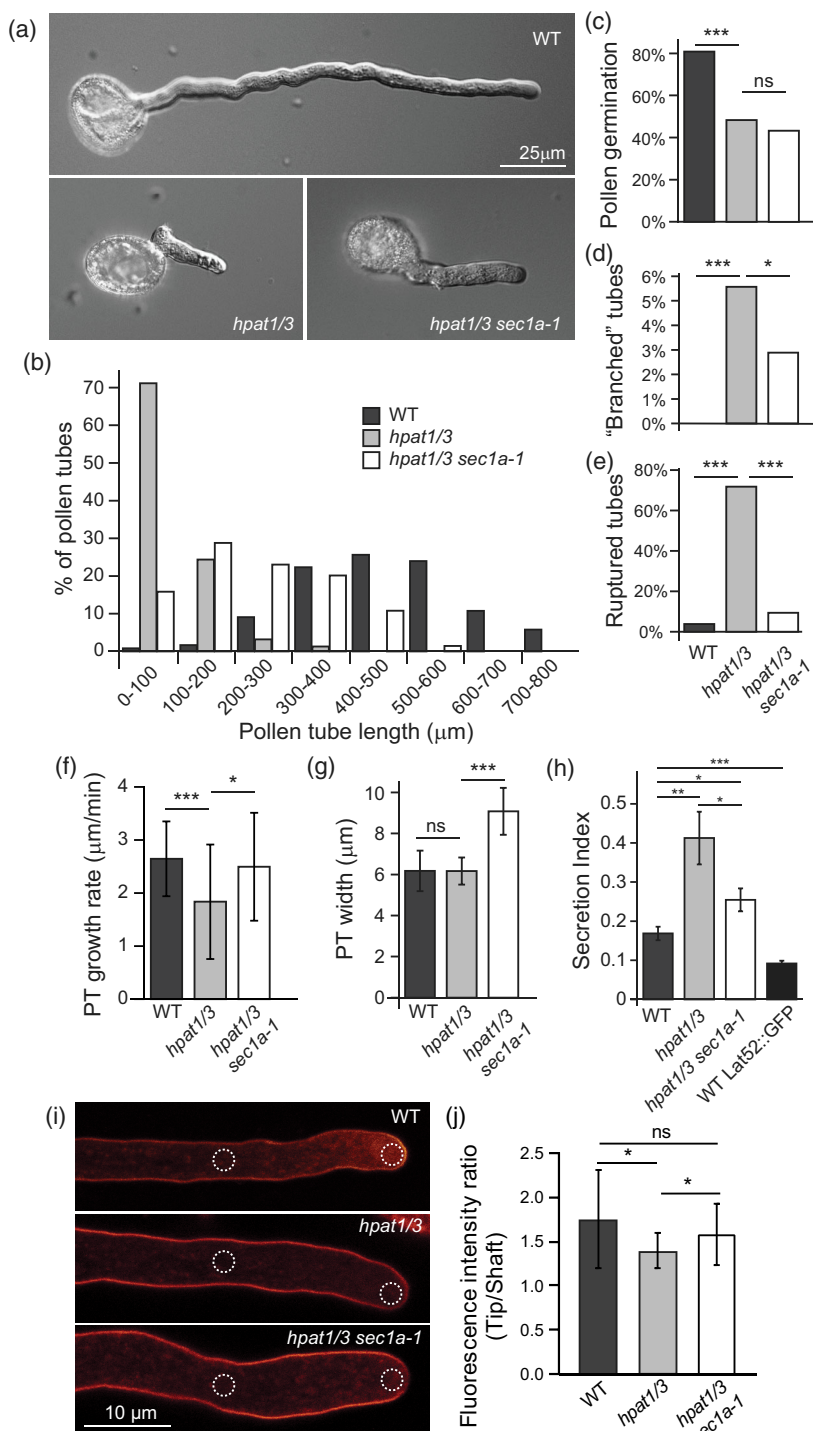 (a)
WT
25μm
hpat1/3
hpat1/3 sec1a-1
(b)
% of pollen tubes
70
60
50
40
30
20
10
0
WT
hpat1/3
hpat1/3 sec1a-1
0-100
100-200
200-300
300-400
400-500
500-600
600-700
700-800
Pollen tube length (μm)
(c)
Pollen germination
80%
60%
40%
20%
0%
***
ns
(d)
"Branched" tubes
6%
5%
4%
3%
2%
1%
0%
***
*
(e)
Ruptured tubes
80%
60%
40%
20%
0%
***
***
WT
hpat1/3
hpat1/3
sec1a-1
(f)
PT growth rate (μm/min)
4
3
2
1
0
***
*
WT
hpat1/3
hpat1/3
sec1a-1
(g)
PT width (μm)
10
8
6
4
2
0
ns
***
WT
hpat1/3
hpat1/3
sec1a-1
(h)
Secretion Index
0.5
0.4
0.3
0.2
0.1
0
***
*
**
*
WT
hpat1/3
hpat1/3 sec1a-1
WT Lat52::GFP
(i)
WT
hpat1/3
hpat1/3 sec1a-1
10 μm
(j)
Fluorescence intensity ratio
(Tip/Shaft)
2.5
2.0
1.5
1.0
0.5
0.0
ns
*
*
WT
hpat1/3
hpat1/3
ec1a-1